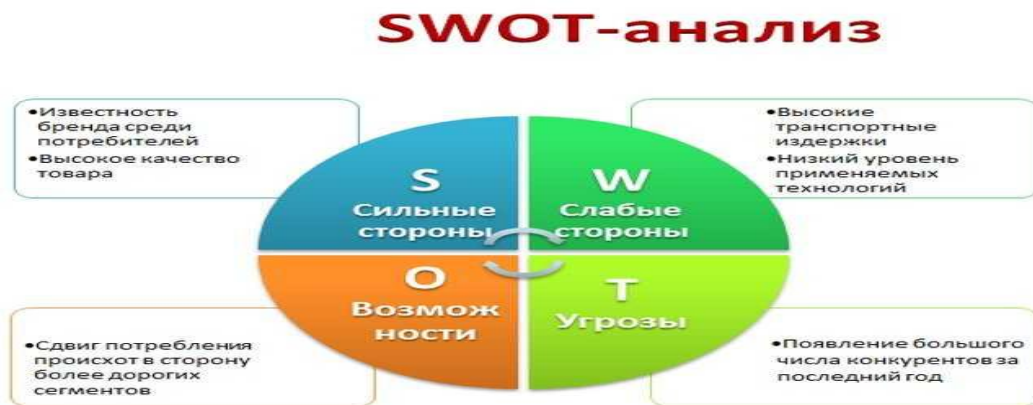 SWOT-анализ
•Известность
бренда среди
потребителей
•Высокое качество
товара
•Высокие
транспортные
издержки
•Низкий уровень
применяемых
технологий
S
Сильные
стороны
W
Слабые
стороны
O
Возмож
ности
T
Угрозы
•Сдвиг потребления
происхот в сторону
более дорогих
сегментов
•Появление большого
числа конкурентов за
последний год